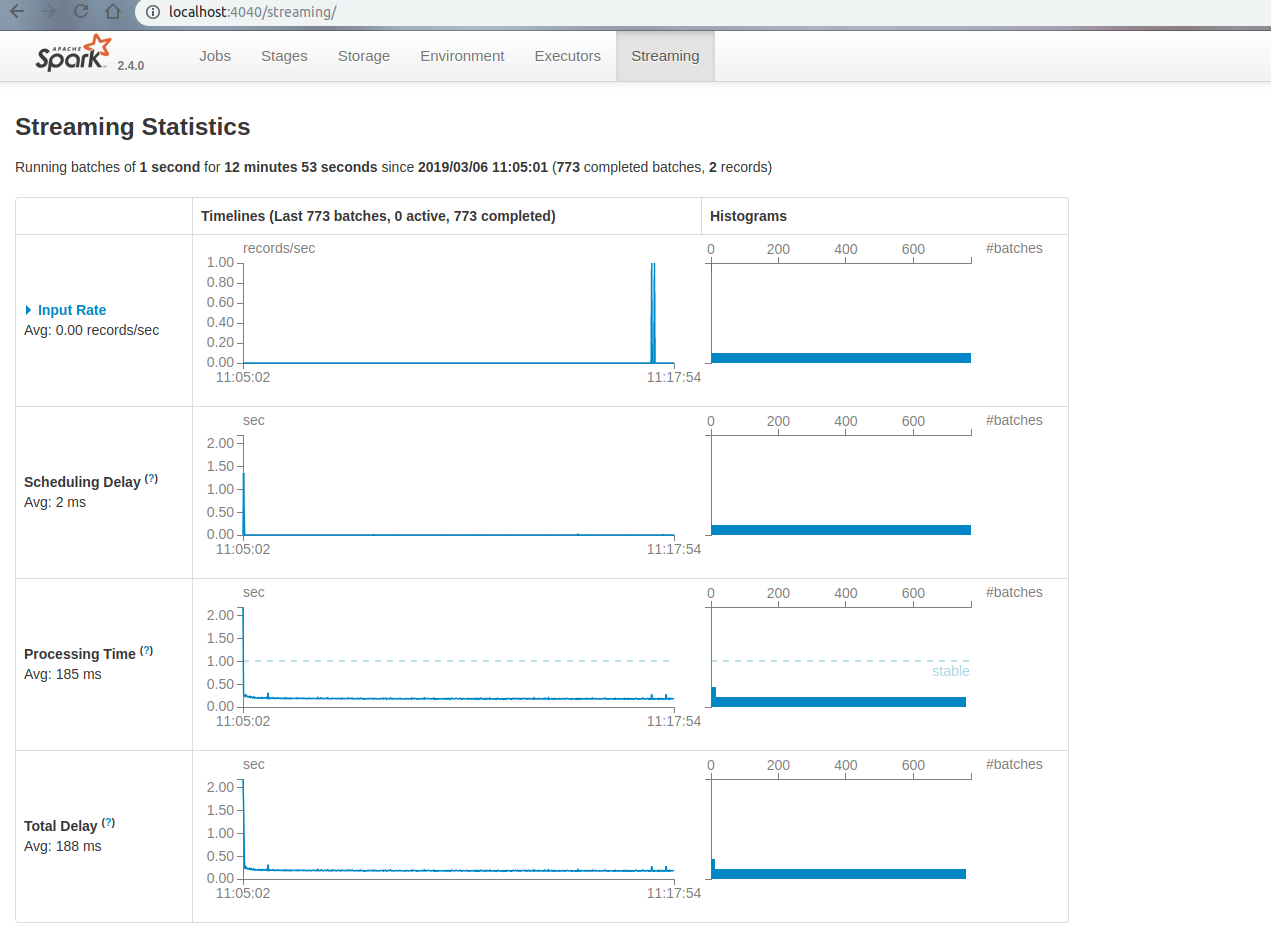 localhost:4040/streaming/
APACHE
Spark 2.4.0 Jobs Stages Storage Environment Executors Streaming
Streaming Statistics
Running batches of 1 second for 12 minutes 53 seconds since 2019/03/06 11:05:01 (773 completed batches, 2 records)
Timelines (Last 773 batches, 0 active, 773 completed) Histograms
Input Rate
Avg: 0.00 records/sec
records/sec
1.00
0.80
0.60
0.40
0.20
0.00
11:05:02 11:17:54
0 200 400 600 #batches
Scheduling Delay (?)
Avg: 2 ms
sec
2.00
1.50
1.00
0.50
0.00
11:05:02 11:17:54
0 200 400 600 #batches
Processing Time (?)
Avg: 185 ms
sec
2.00
1.50
1.00
0.50
0.00
11:05:02 11:17:54
0 200 400 600 #batches
stable
Total Delay (?)
Avg: 188 ms
sec
2.00
1.50
1.00
0.50
0.00
11:05:02 11:17:54
0 200 400 600 #batches